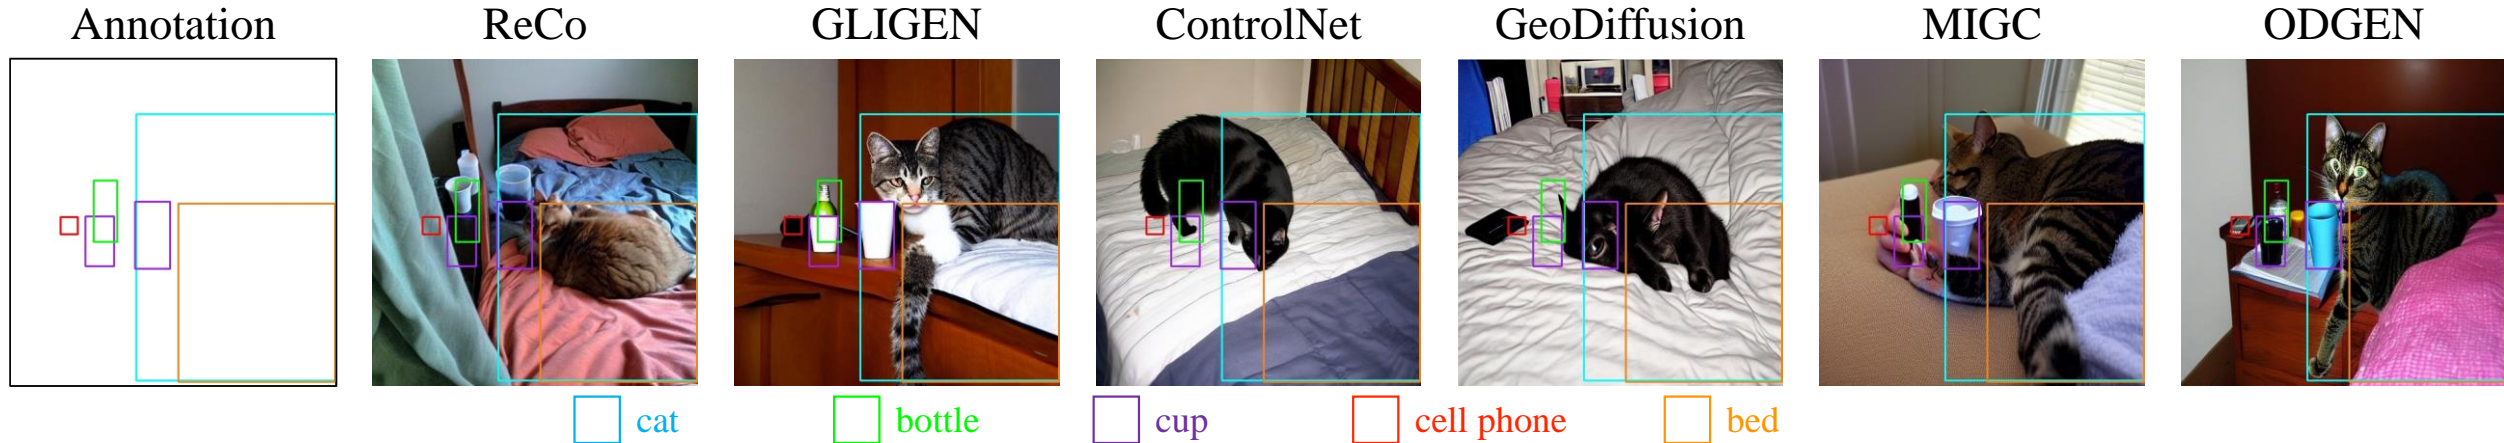 Annotation ReCo GLIGEN ControlNet GeoDiffusion MIGC ODGEN
cat bottle cup cell phone bed